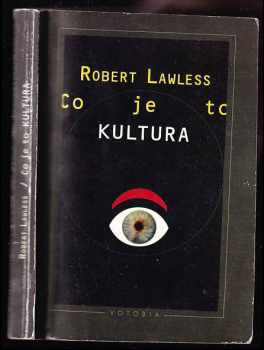 ROBERT LAWLESS / CO JE TO KULTURA
ROBERT LAWLESS
Co je to
KULTURA
VOTOBIA